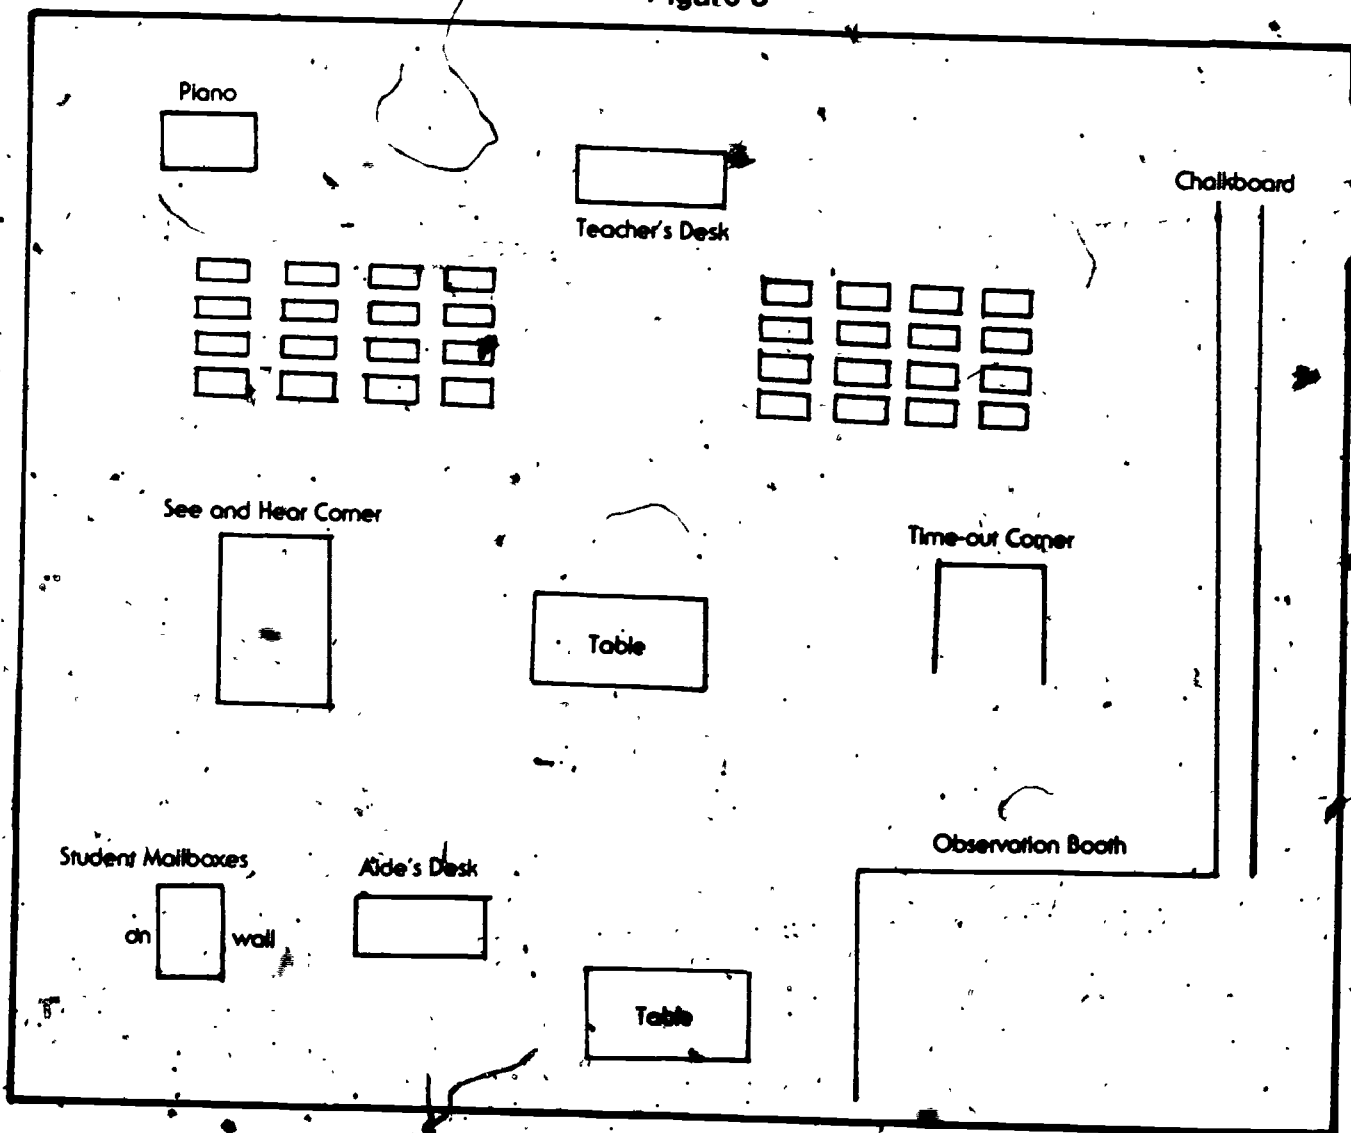 Piano
Teacher's Desk
Chalkboard
See and Hear Corner
Time-out Corner
Table
Observation Booth
Student Mailboxes
Aide's Desk
on wall
Table